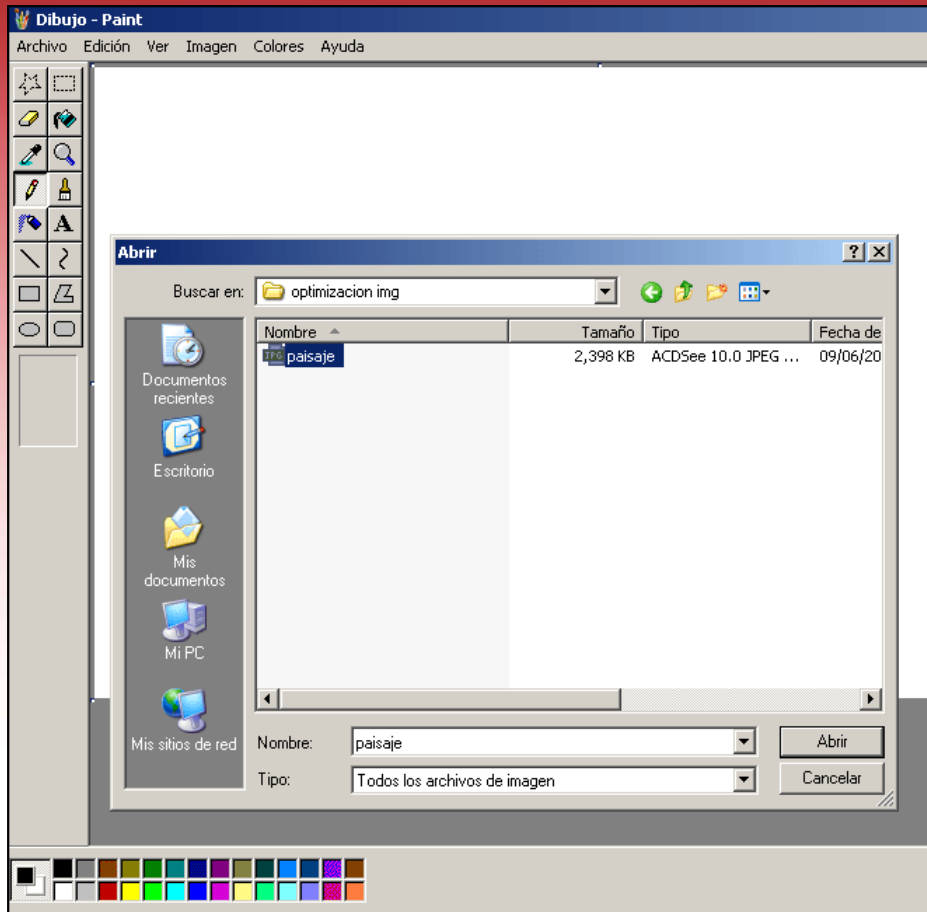 Dibujo - Paint
Archivo Edición Ver Imagen Colores Ayuda
A
Abrir
Buscar en: optimizacion img
Nombre Tamaño Tipo Fecha de
JPG paisaje 2,398 KB ACDSee 10.0 JPEG ... 09/06/20
Documentos
recientes
Escritorio
Mis
documentos
Mi PC
Mis sitios de red
Nombre: paisaje Abrir
Tipo: Todos los archivos de imagen Cancelar